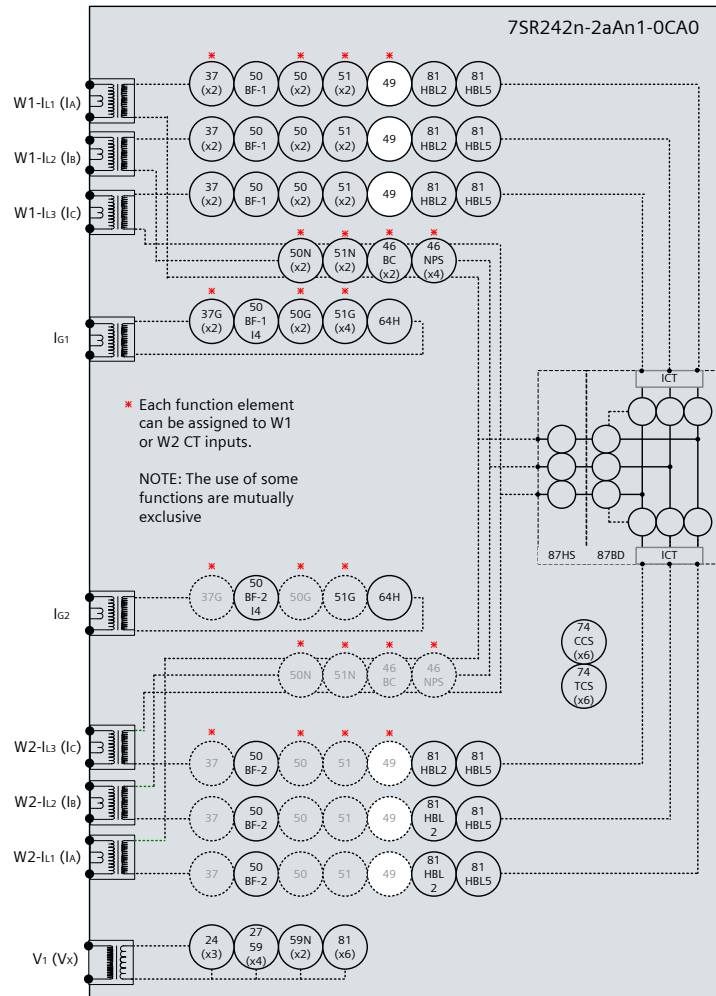 7SR242n-2aAn1-0CA0
* * * *
W1-IL1 (IA)
37 (x2) 50 BF-1 50 (x2) 51 (x2) 49 81 HBL2 81 HBL5
W1-IL2 (IB)
37 (x2) 50 BF-1 50 (x2) 51 (x2) 49 81 HBL2 81 HBL5
W1-IL3 (IC)
37 (x2) 50 BF-1 50 (x2) 51 (x2) 49 81 HBL2 81 HBL5
* * * *
50N (x2) 51N (x2) 46 BC (x2) 46 NPS (x4)
* * *
IG1
37G (x2) 50 BF-1 I4 50G (x2) 51G (x4) 64H
ICT
* Each function element
can be assigned to W1
or W2 CT inputs.
NOTE: The use of some
functions are mutually
exclusive
87HS 87BD ICT
* * *
IG2
37G 50 BF-2 I4 50G 51G 64H
74 CCS (x6)
74 TCS (x6)
* * * *
50N 51N 46 BC 46 NPS
* * * *
W2-IL3 (IC)
37 50 BF-2 50 51 49 81 HBL2 81 HBL5
W2-IL2 (IB)
37 50 BF-2 50 51 49 81 HBL 2 81 HBL5
W2-IL1 (IA)
37 50 BF-2 50 51 49 81 HBL 2 81 HBL5
V1 (VX)
24 (x3) 27 59 (x4) 59N (x2) 81 (x6)